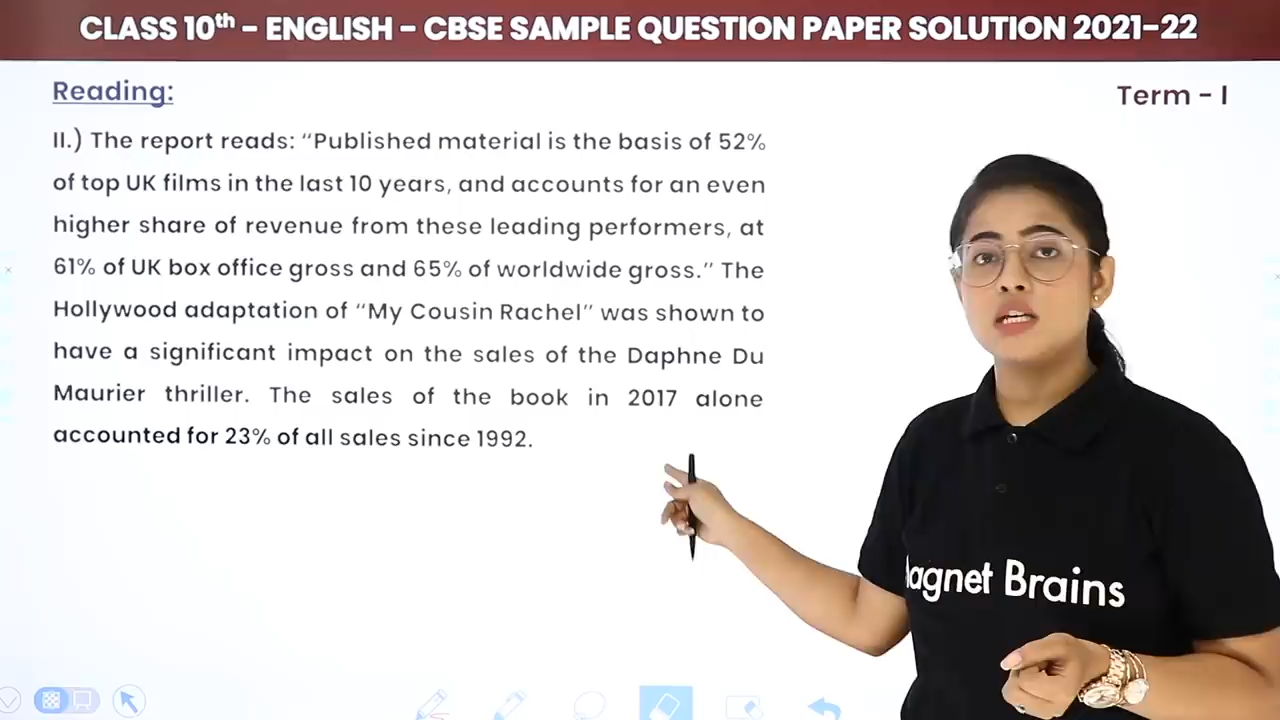 CLASS 10th - ENGLISH - CBSE SAMPLE QUESTION PAPER SOLUTION 2021-22
Reading:
Term - I
II.) The report reads: “Published material is the basis of 52%
of top UK films in the last 10 years, and accounts for an even
higher share of revenue from these leading performers, at
61% of UK box office gross and 65% of worldwide gross.” The
Hollywood adaptation of “My Cousin Rachel” was shown to
have a significant impact on the sales of the Daphne Du
Maurier thriller. The sales of the book in 2017 alone
accounted for 23% of all sales since 1992.
agnet Brains